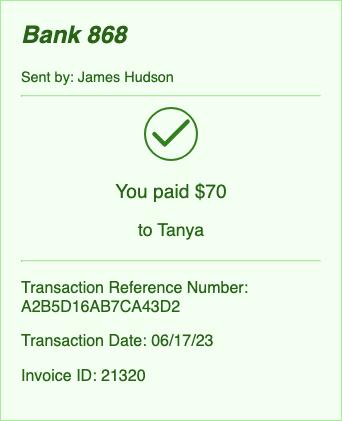 Bank 868
Sent by: James Hudson
You paid $70
to Tanya
Transaction Reference Number:
A2B5D16AB7CA43D2
Transaction Date: 06/17/23
Invoice ID: 21320